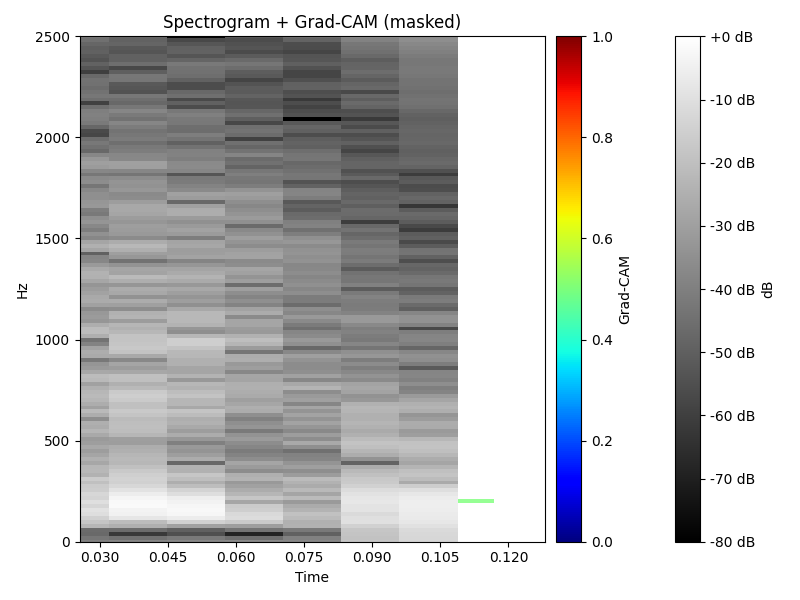 Spectrogram + Grad-CAM (masked)
2500
2000
1500
1000
500
0
Hz
0.030
0.045
0.060
0.075
0.090
0.105
0.120
Time
1.0
0.8
0.6
0.4
0.2
0.0
Grad-CAM
+0 dB
-10 dB
-20 dB
-30 dB
-40 dB
-50 dB
-60 dB
-70 dB
-80 dB
dB